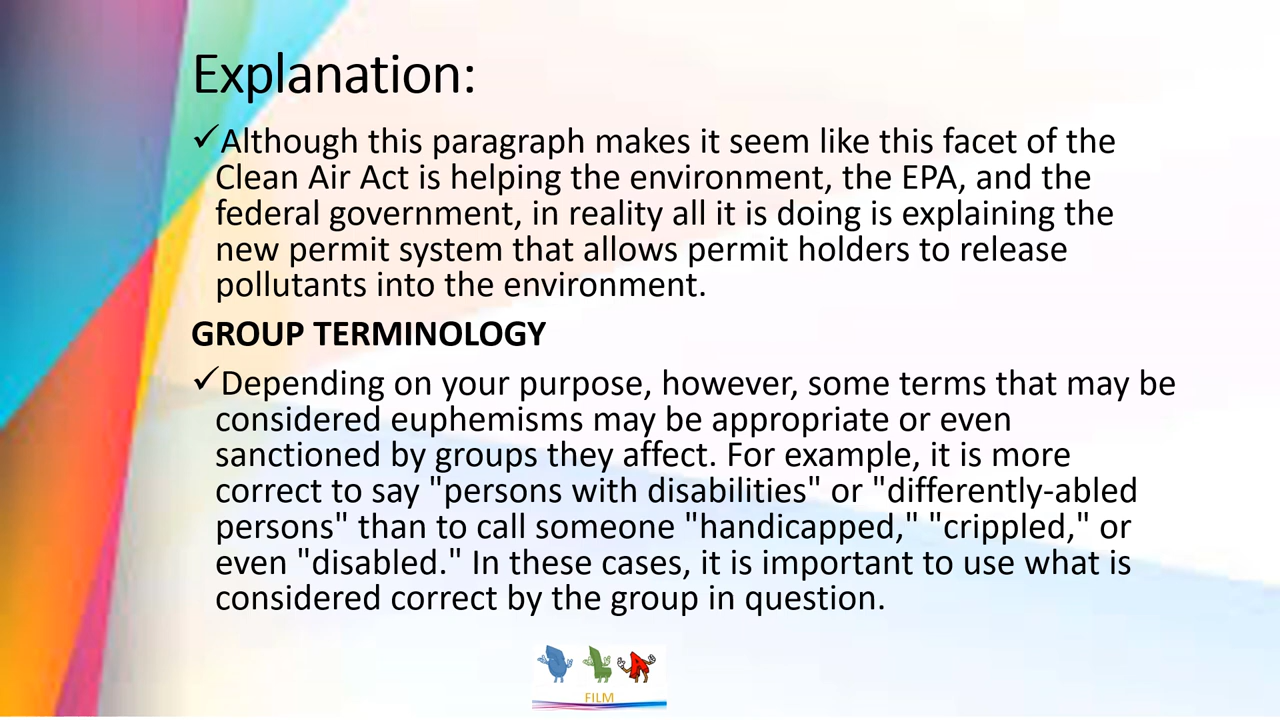 Explanation:
✓Although this paragraph makes it seem like this facet of the
Clean Air Act is helping the environment, the EPA, and the
federal government, in reality all it is doing is explaining the
new permit system that allows permit holders to release
pollutants into the environment.
GROUP TERMINOLOGY
✓Depending on your purpose, however, some terms that may be
considered euphemisms may be appropriate or even
sanctioned by groups they affect. For example, it is more
correct to say "persons with disabilities" or "differently-abled
persons" than to call someone "handicapped," "crippled," or
even "disabled." In these cases, it is important to use what is
considered correct by the group in question.
FILM